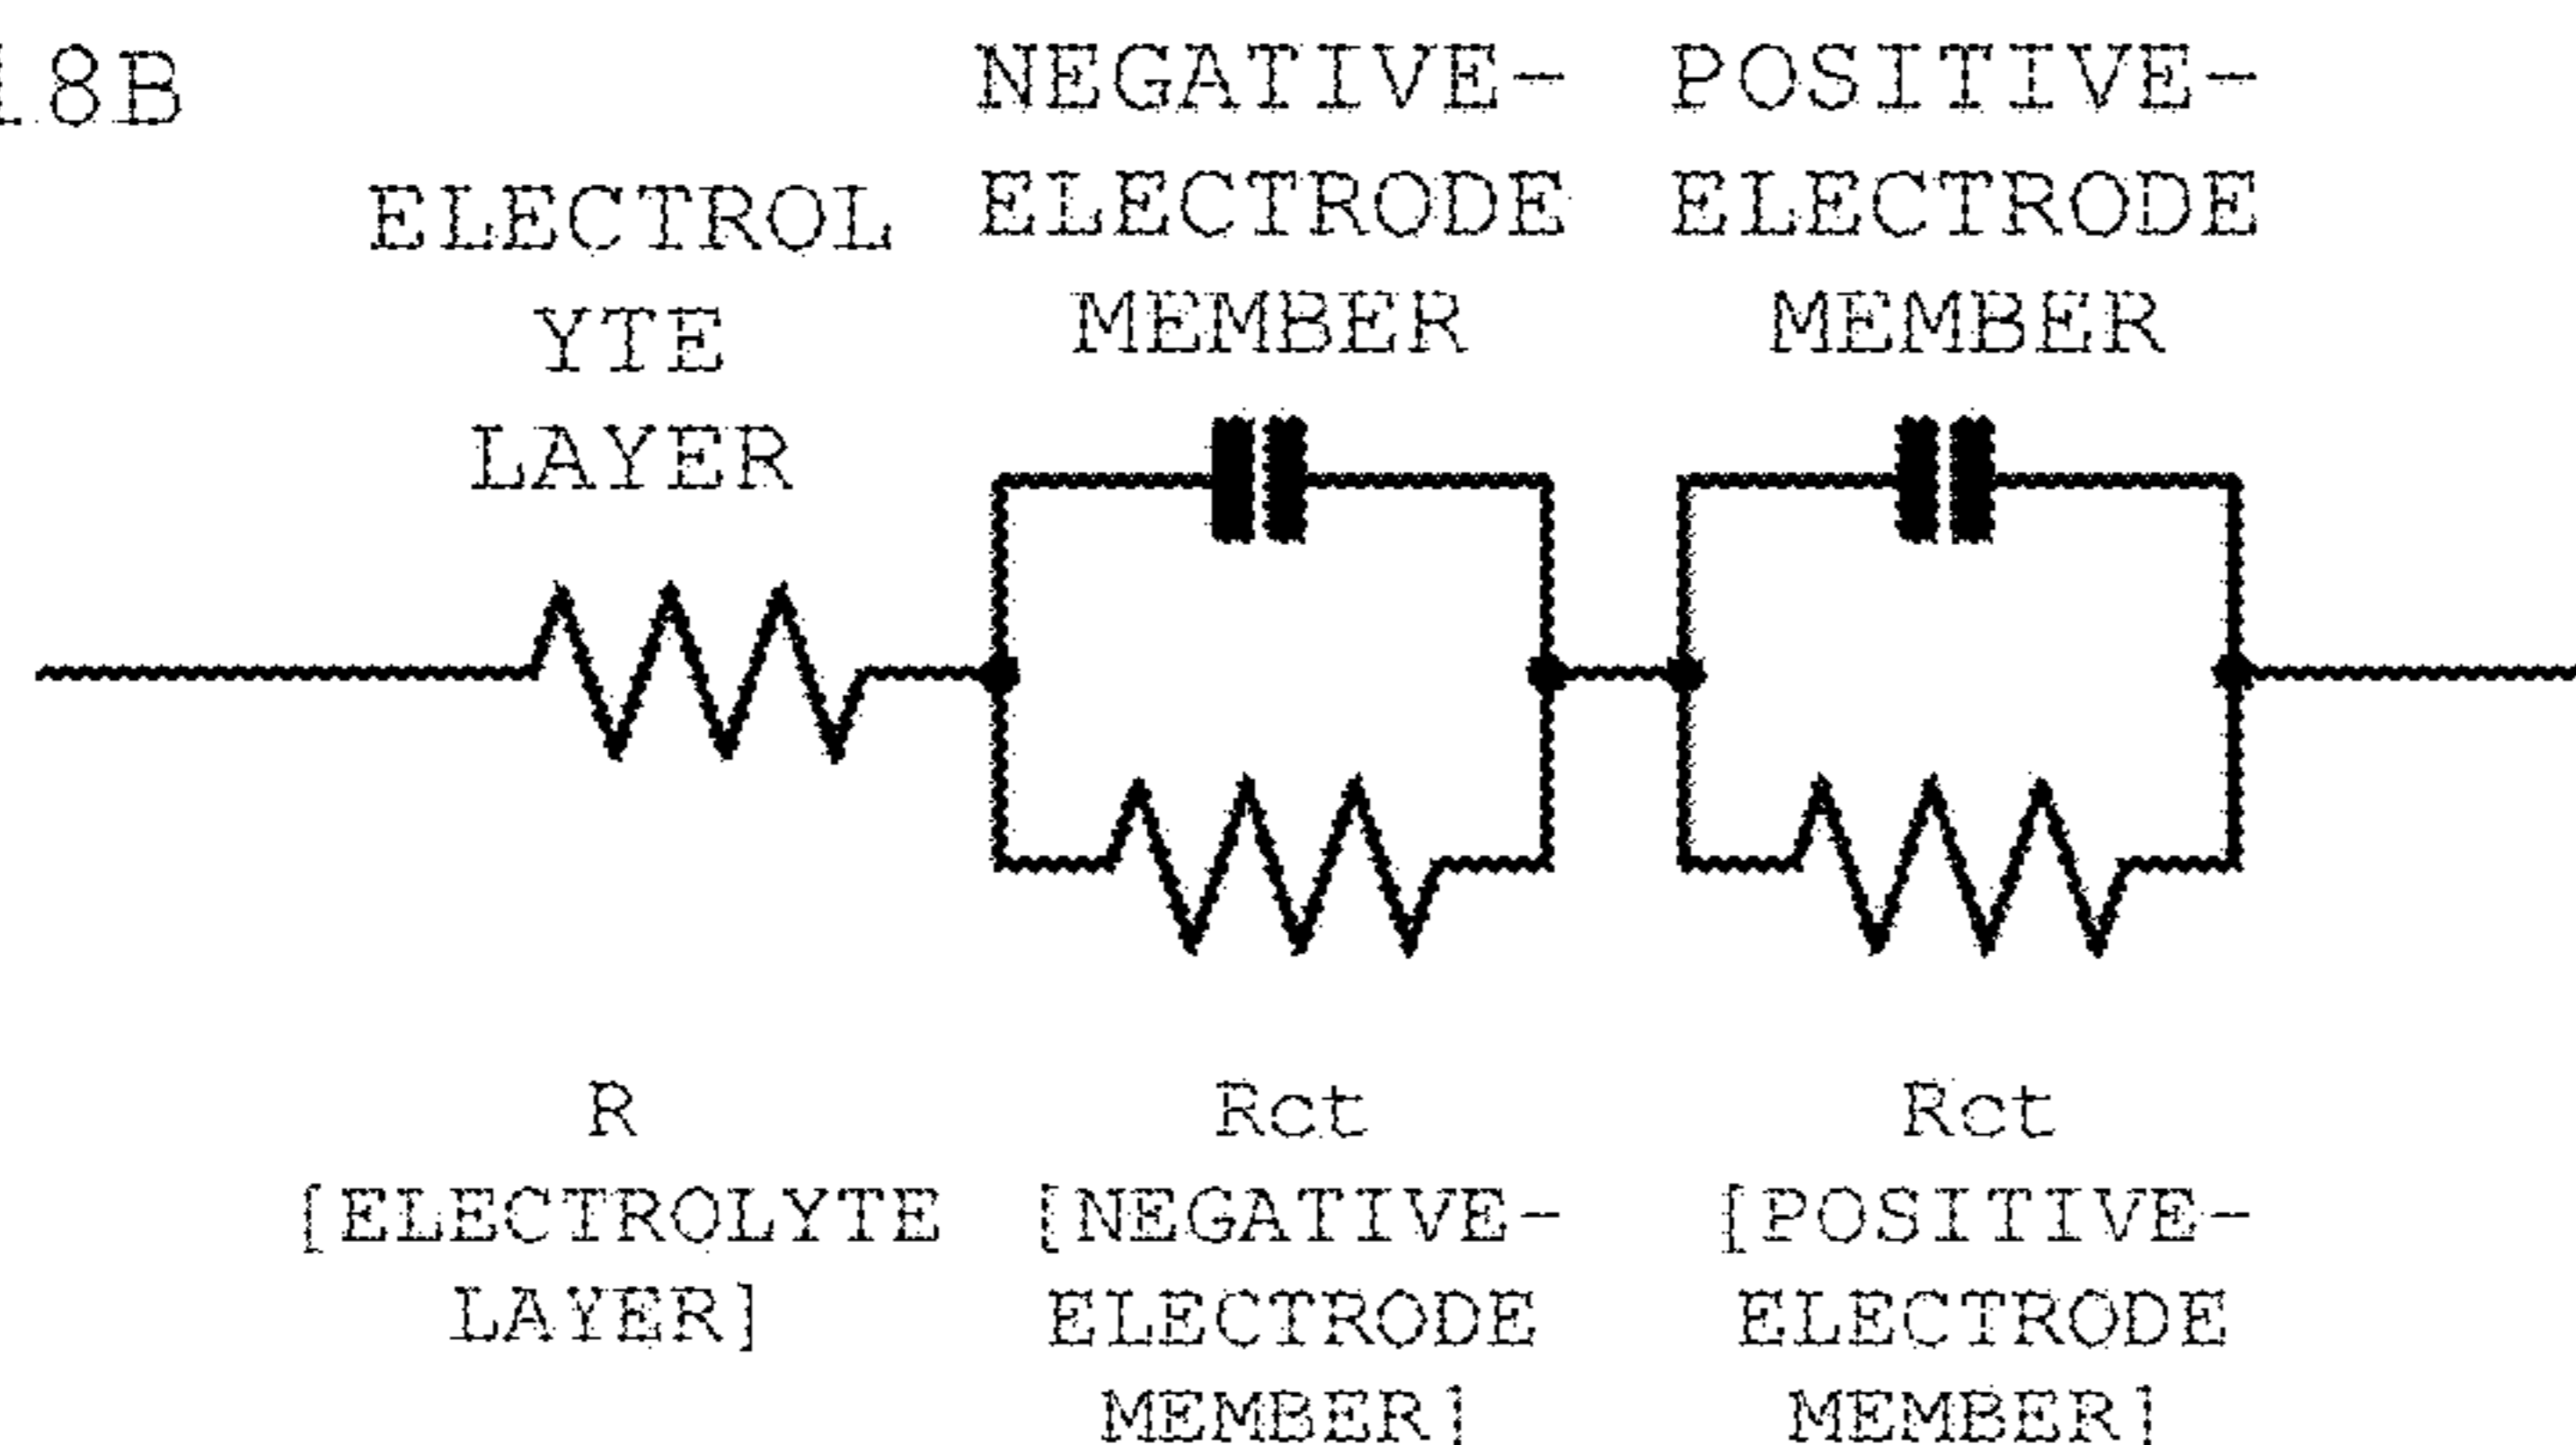 18B
NEGATIVE-
ELECTRODE
MEMBER
POSITIVE-
ELECTRODE
MEMBER
ELECTROL
YTE
LAYER
R
[ELECTROLYTE
LAYER]
Rct
[NEGATIVE-
ELECTRODE
MEMBER]
Rct
[POSITIVE-
ELECTRODE
MEMBER]